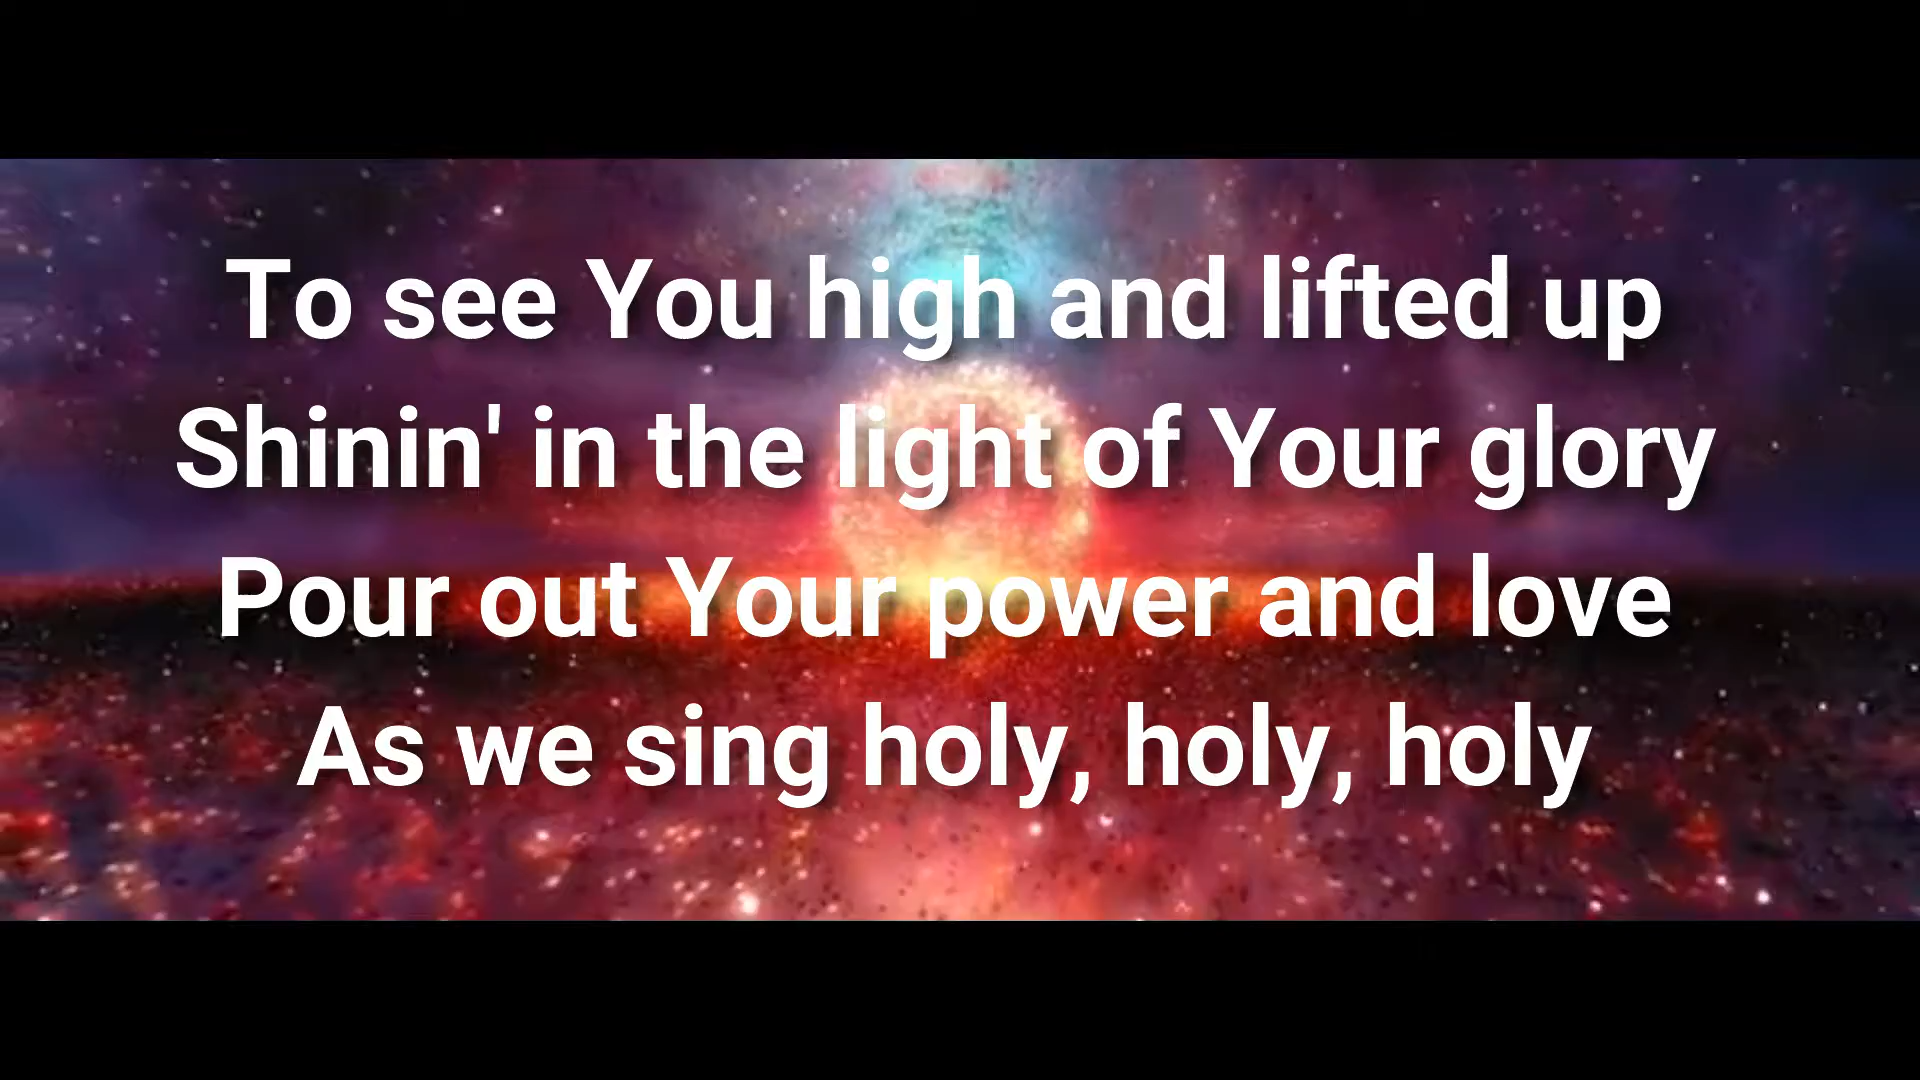 To see You high and lifted up
Shinin' in the light of Your glory
Pour out Your power and love
As we sing holy, holy, holy